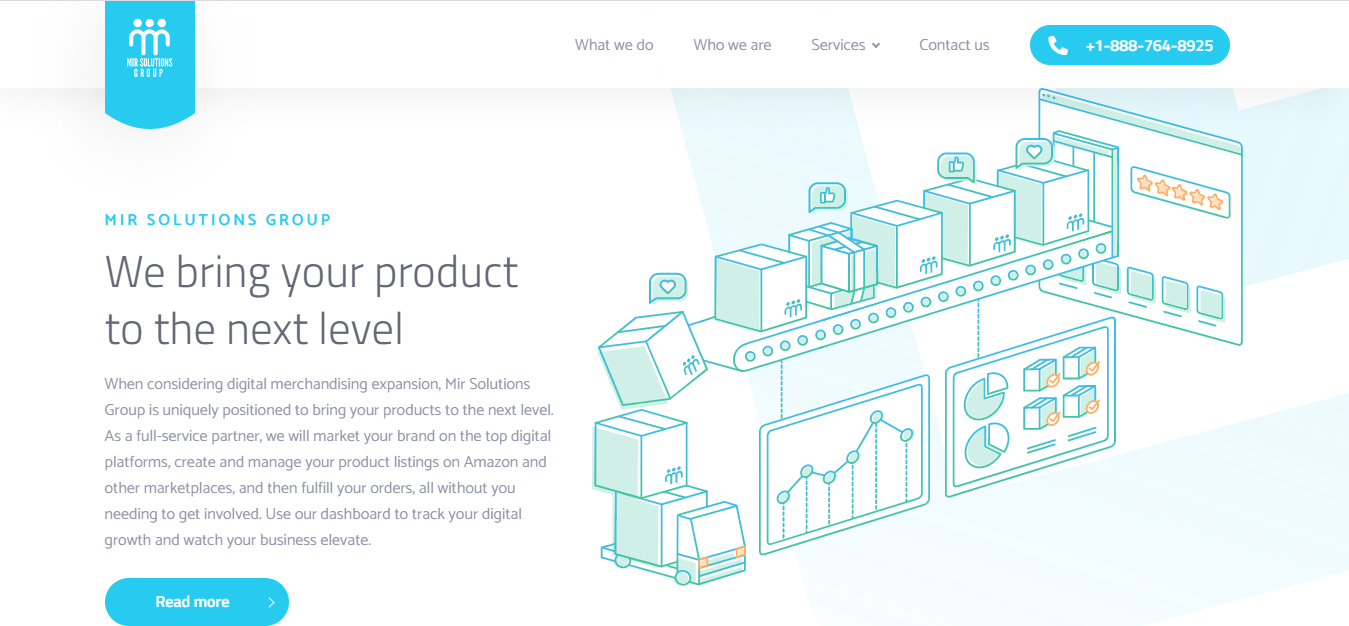 MIR SOLUTIONS
GROUP
What we do
Who we are
Services
Contact us
+1-888-764-8925
MIR SOLUTIONS GROUP
We bring your product
to the next level
When considering digital merchandising expansion, Mir Solutions
Group is uniquely positioned to bring your products to the next level.
As a full-service partner, we will market your brand on the top digital
platforms, create and manage your product listings on Amazon and
other marketplaces, and then fulfill your orders, all without you
needing to get involved. Use our dashboard to track your digital
growth and watch your business elevate.
Read more